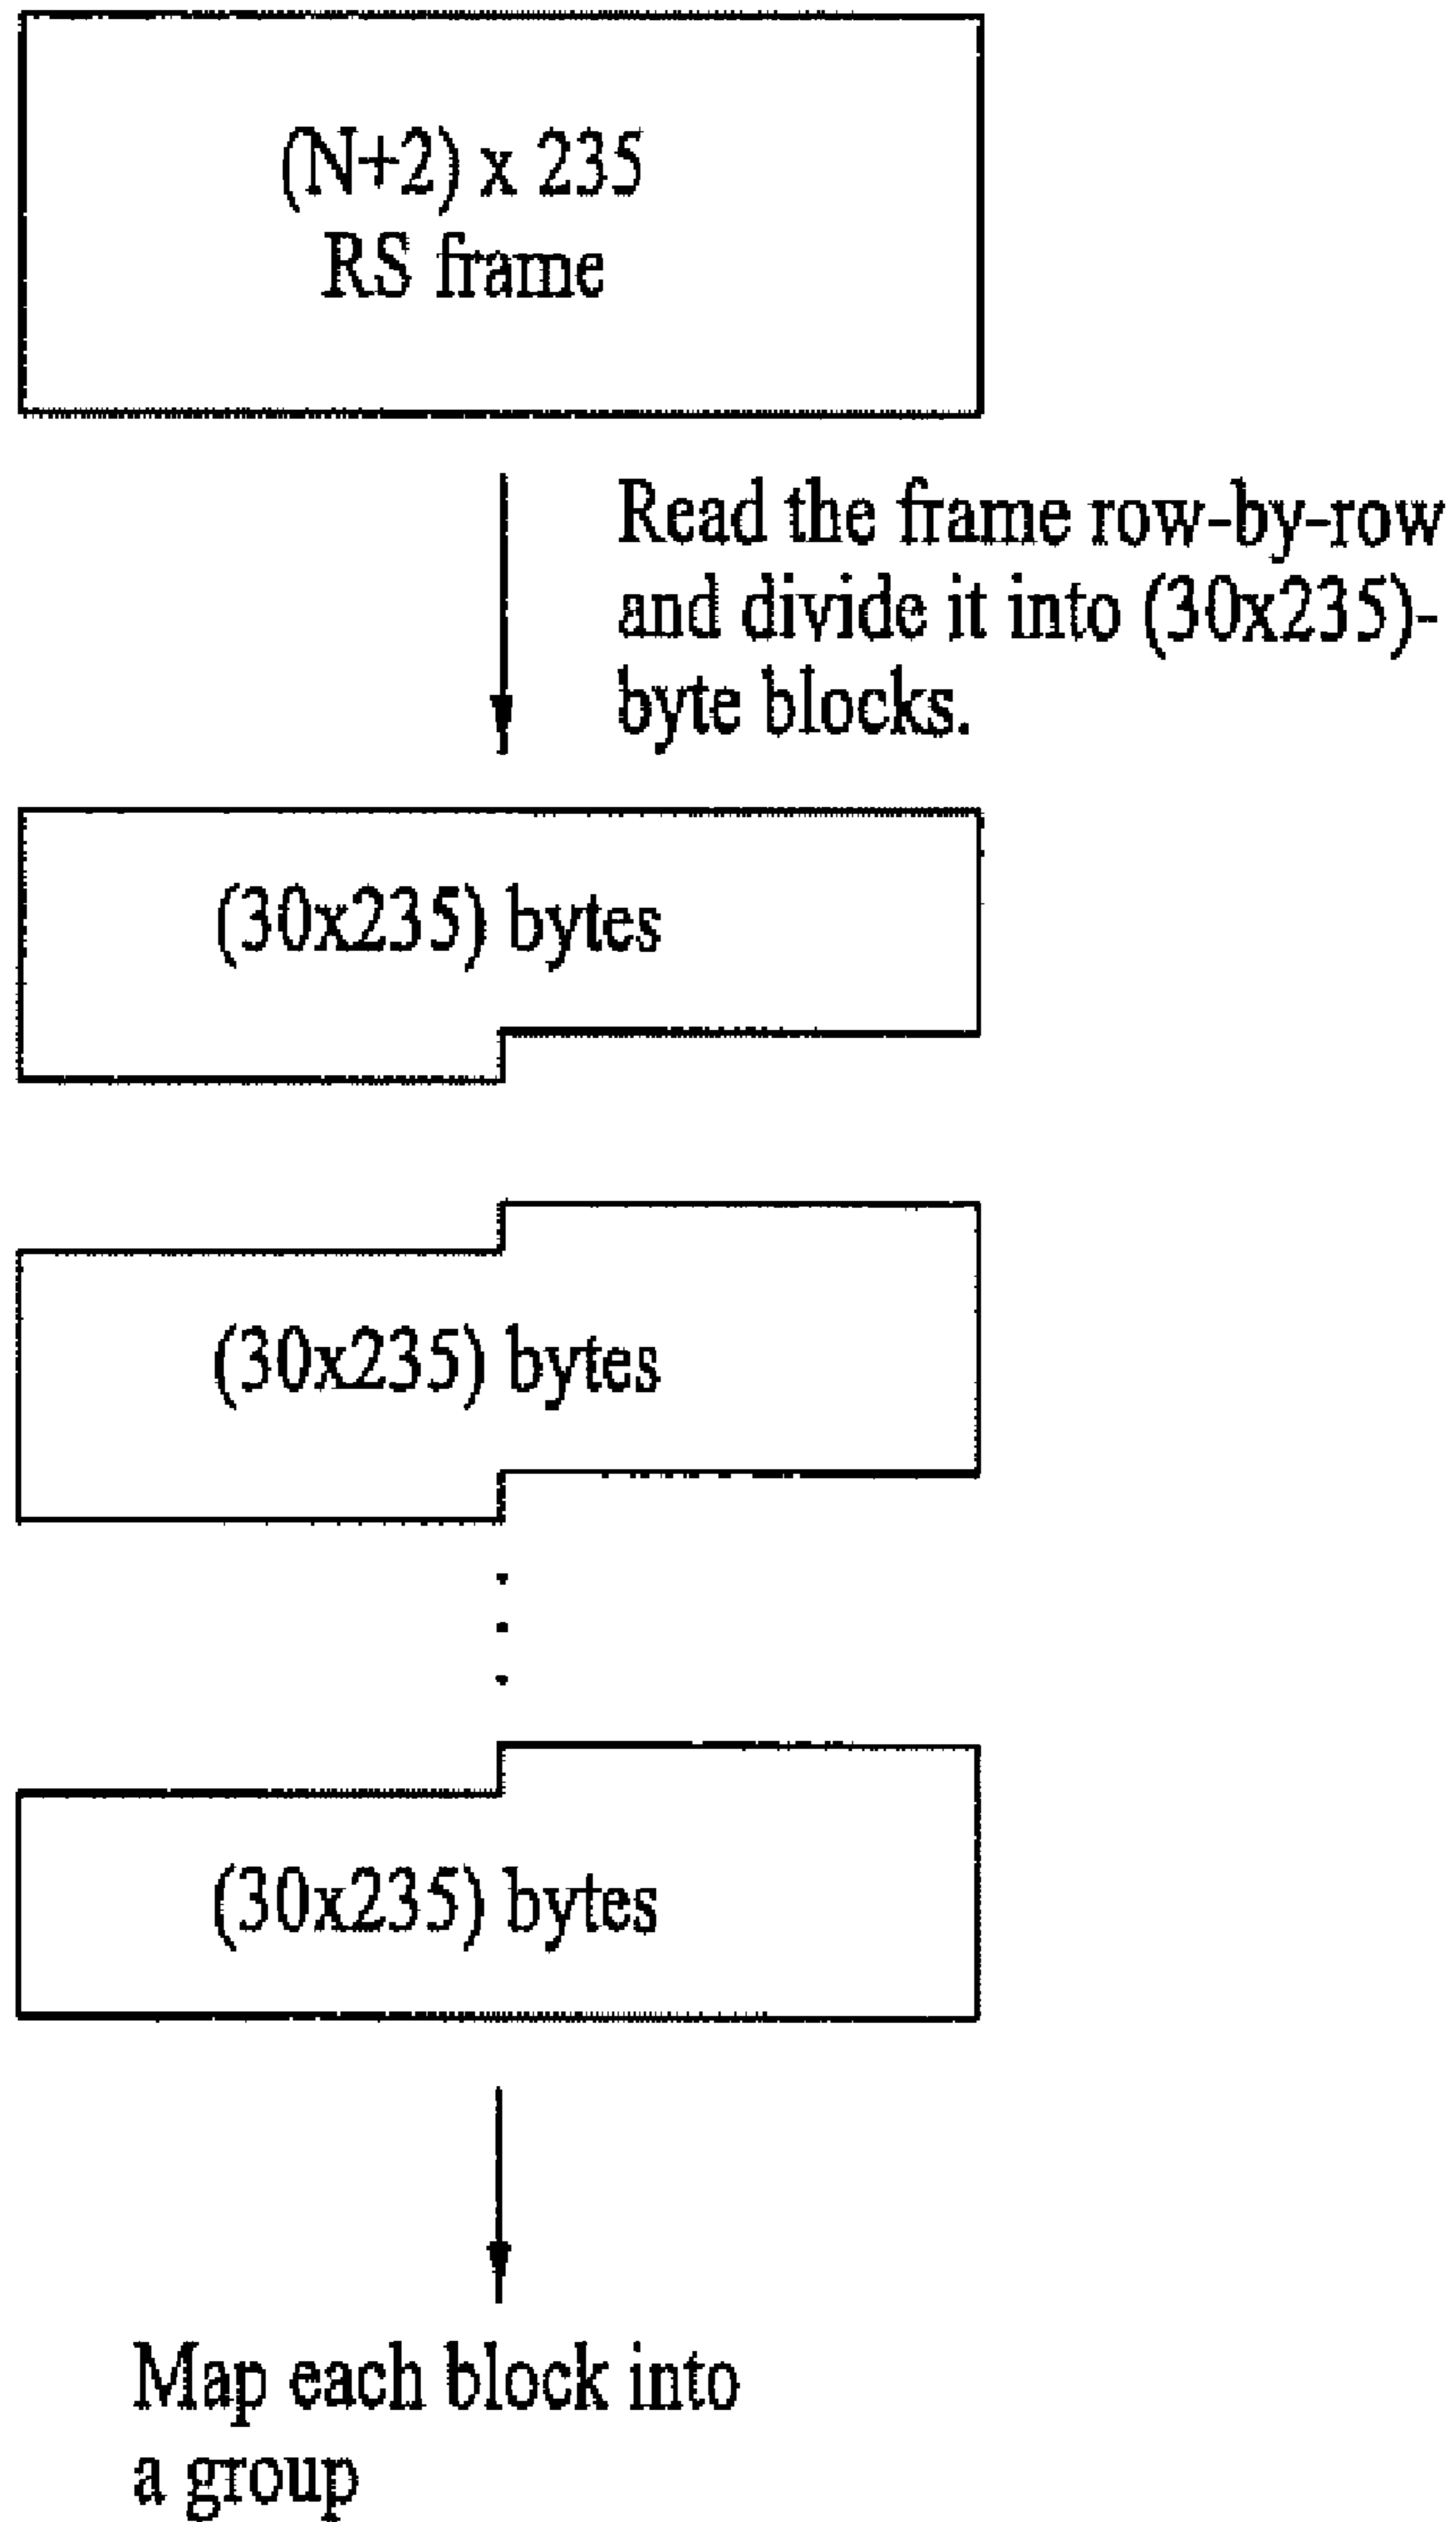 (N+2) x 235
RS frame
Read the frame row-by-row
and divide it into (30x235)-
byte blocks.
(30x235) bytes
(30x235) bytes
(30x235) bytes
Map each block into
a group